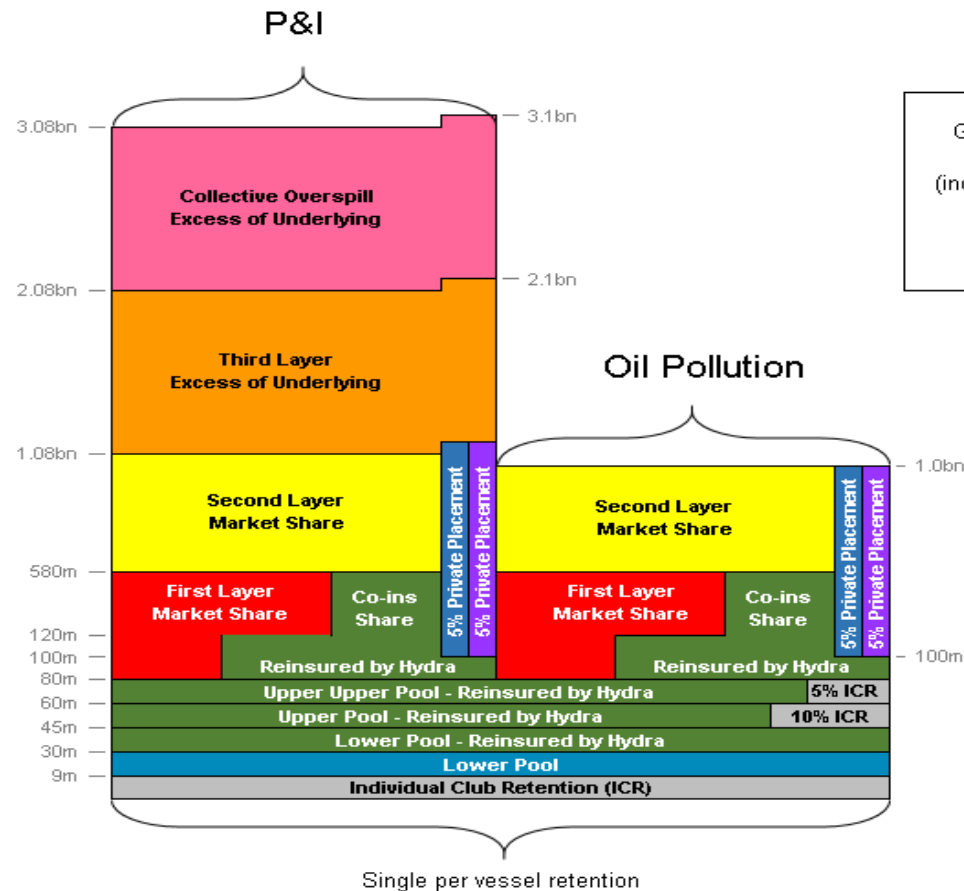 P&I
3.08bn
3.1bn
G
(inc
Collective Overspill
Excess of Underlying
2.08bn
2.1bn
Third Layer
Excess of Underlying
Oil Pollution
1.08bn
1.0bn
Second Layer
Market Share
5% Private Placement
5% Private Placement
Second Layer
Market Share
5% Private Placement
5% Private Placement
580m
First Layer
Market Share
Co-ins
Share
First Layer
Market Share
Co-ins
Share
120m
100m
100m
Reinsured by Hydra
Reinsured by Hydra
80m
Upper Upper Pool - Reinsured by Hydra
5% ICR
60m
Upper Pool - Reinsured by Hydra
10% ICR
45m
Lower Pool - Reinsured by Hydra
30m
Lower Pool
9m
Individual Club Retention (ICR)
Single per vessel retention